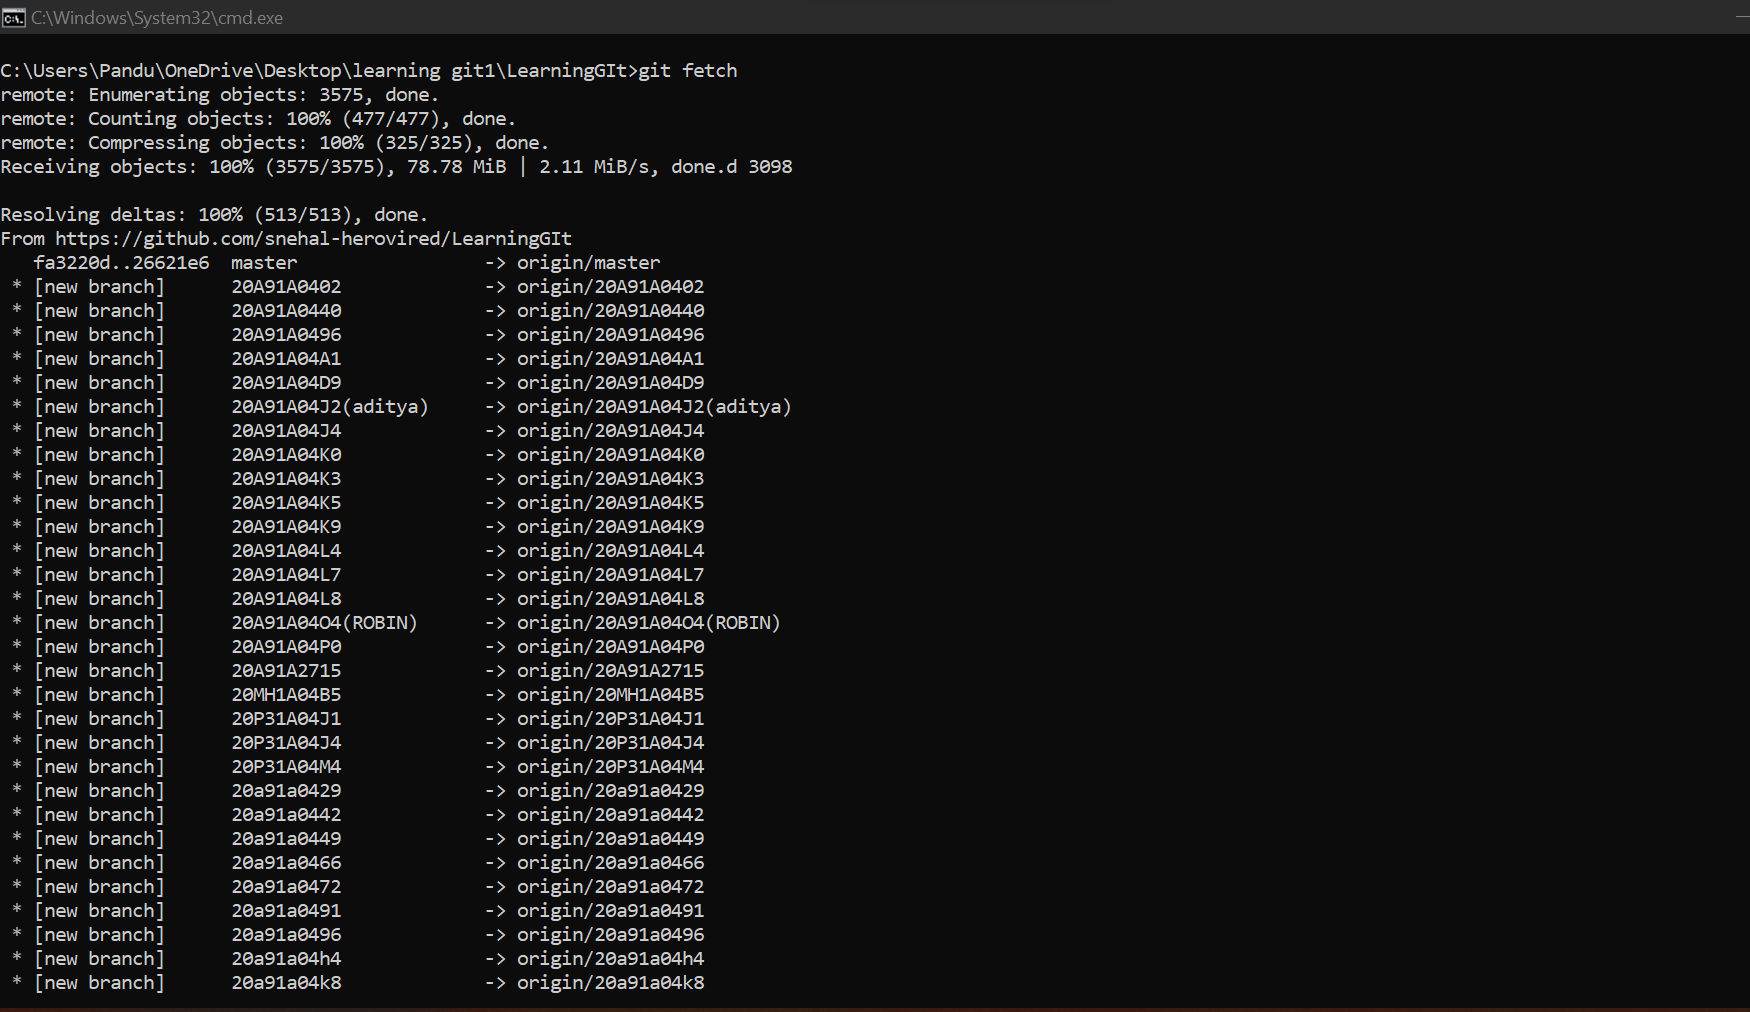 C:\Windows\System32\cmd.exe
C:\Users\Pandu\OneDrive\Desktop\learning git1\LearningGIt>git fetch
remote: Enumerating objects: 3575, done.
remote: Counting objects: 100% (477/477), done.
remote: Compressing objects: 100% (325/325), done.
Receiving objects: 100% (3575/3575), 78.78 MiB | 2.11 MiB/s, done.d 3098
Resolving deltas: 100% (513/513), done.
From https://github.com/snehal-herovired/LearningGIt
   fa3220d..26621e6  master                 -> origin/master
 * [new branch]      20A91A0402             -> origin/20A91A0402
 * [new branch]      20A91A0440             -> origin/20A91A0440
 * [new branch]      20A91A0496             -> origin/20A91A0496
 * [new branch]      20A91A04A1             -> origin/20A91A04A1
 * [new branch]      20A91A04D9             -> origin/20A91A04D9
 * [new branch]      20A91A04J2(aditya)     -> origin/20A91A04J2(aditya)
 * [new branch]      20A91A04J4             -> origin/20A91A04J4
 * [new branch]      20A91A04K0             -> origin/20A91A04K0
 * [new branch]      20A91A04K3             -> origin/20A91A04K3
 * [new branch]      20A91A04K5             -> origin/20A91A04K5
 * [new branch]      20A91A04K9             -> origin/20A91A04K9
 * [new branch]      20A91A04L4             -> origin/20A91A04L4
 * [new branch]      20A91A04L7             -> origin/20A91A04L7
 * [new branch]      20A91A04L8             -> origin/20A91A04L8
 * [new branch]      20A91A04O4(ROBIN)      -> origin/20A91A04O4(ROBIN)
 * [new branch]      20A91A04P0             -> origin/20A91A04P0
 * [new branch]      20A91A2715             -> origin/20A91A2715
 * [new branch]      20MH1A04B5             -> origin/20MH1A04B5
 * [new branch]      20P31A04J1             -> origin/20P31A04J1
 * [new branch]      20P31A04J4             -> origin/20P31A04J4
 * [new branch]      20P31A04M4             -> origin/20P31A04M4
 * [new branch]      20a91a0429             -> origin/20a91a0429
 * [new branch]      20a91a0442             -> origin/20a91a0442
 * [new branch]      20a91a0449             -> origin/20a91a0449
 * [new branch]      20a91a0466             -> origin/20a91a0466
 * [new branch]      20a91a0472             -> origin/20a91a0472
 * [new branch]      20a91a0491             -> origin/20a91a0491
 * [new branch]      20a91a0496             -> origin/20a91a0496
 * [new branch]      20a91a04h4             -> origin/20a91a04h4
 * [new branch]      20a91a04k8             -> origin/20a91a04k8